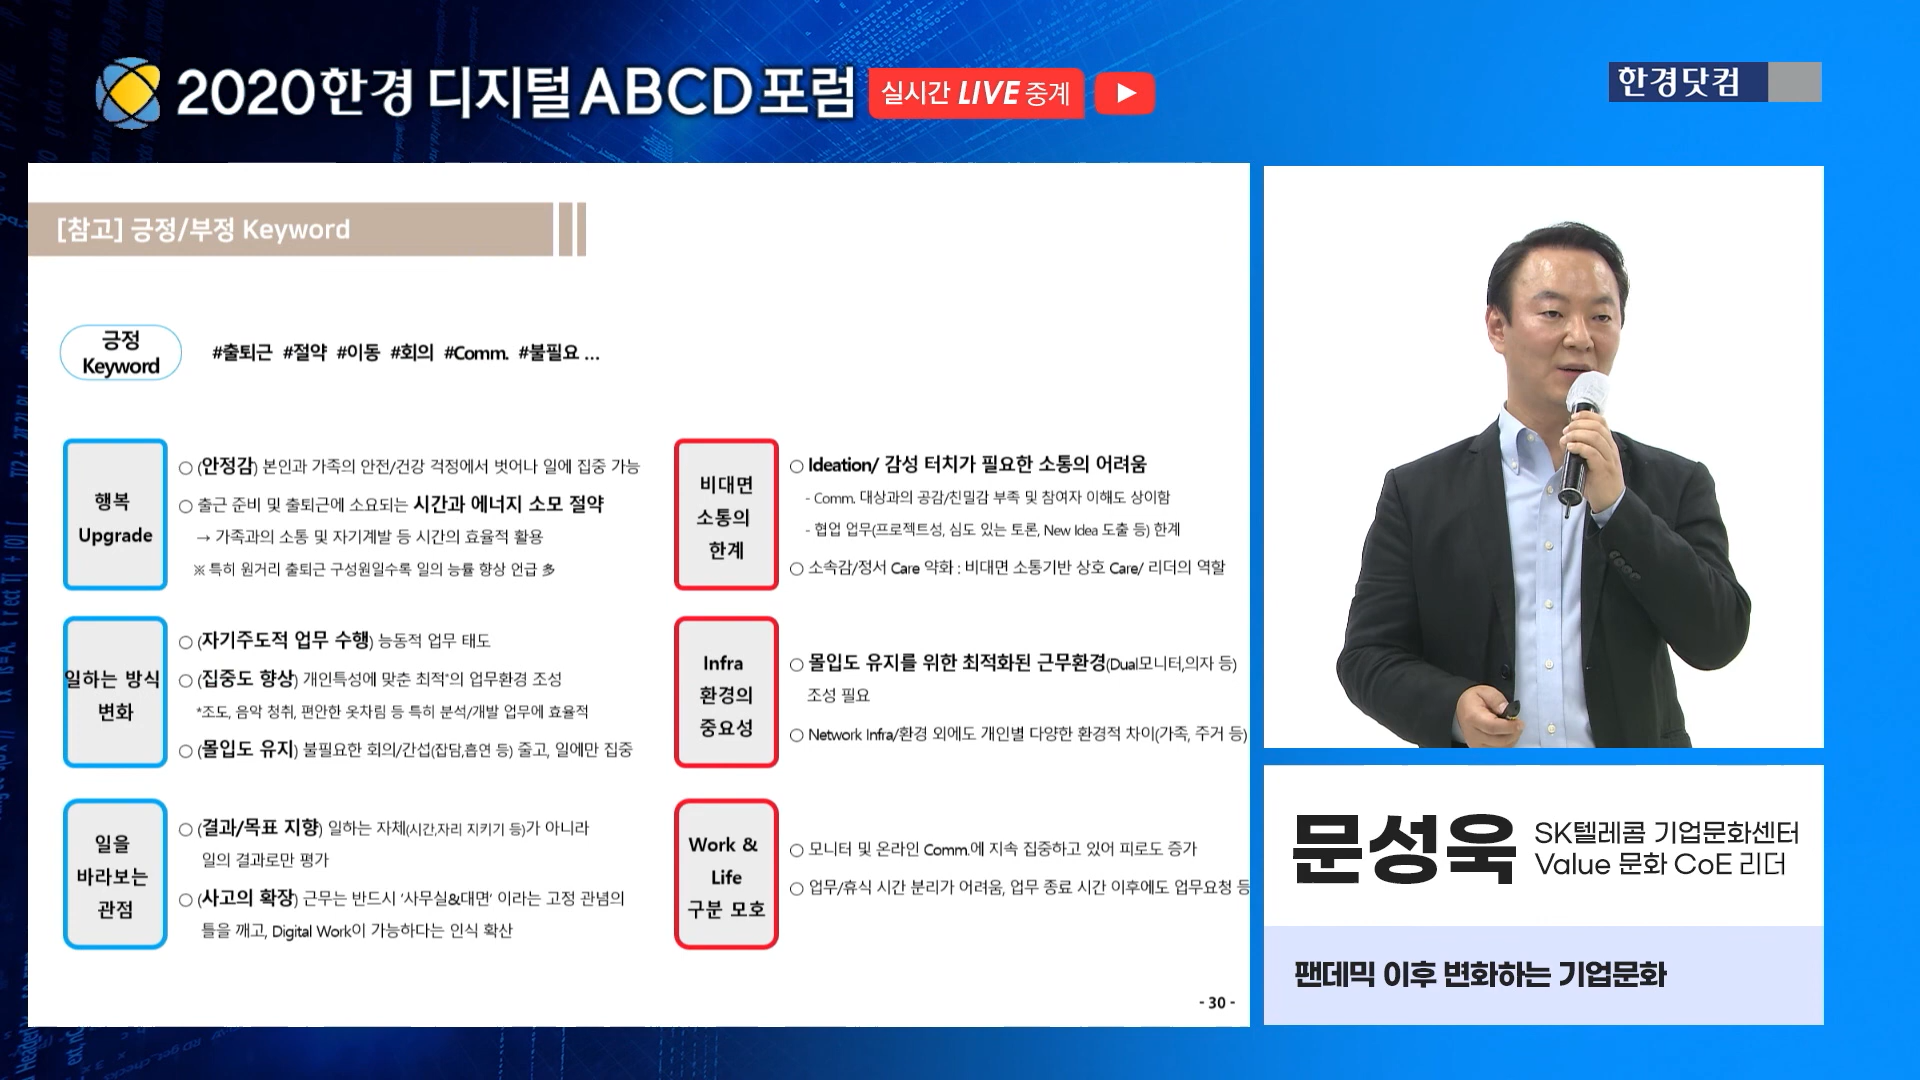 2020한경 디지털 ABCD 포럼
실시간 LIVE 중계
한경닷컴
[참고] 긍정/부정 Keyword
긍정
Keyword
#출퇴근 #절약 #이동 #회의 #Comm. #불필요 ...
행복
Upgrade
○ (안정감) 본인과 가족의 안전/건강 걱정에서 벗어나 일에 집중 가능
○ 출근 준비 및 출퇴근에 소요되는 시간과 에너지 소모 절약
→ 가족과의 소통 및 자기계발 등 시간의 효율적 활용
※ 특히 원거리 출퇴근 구성원일수록 일의 능률 향상 언급 多
일하는 방식
변화
○ (자기주도적 업무 수행) 능동적 업무 태도
○ (집중도 향상) 개인특성에 맞춘 최적*의 업무환경 조성
*조도, 음악 청취, 편안한 옷차림 등 특히 분석/개발 업무에 효율적
○ (몰입도 유지) 불필요한 회의/간섭(잡담,흡연 등) 줄고, 일에만 집중
일을
바라보는
관점
○ (결과/목표 지향) 일하는 자체(시간,자리 지키기 등)가 아니라
일의 결과로만 평가
○ (사고의 확장) 근무는 반드시 '사무실&대면' 이라는 고정 관념의
틀을 깨고, Digital Work이 가능하다는 인식 확산
비대면
소통의
한계
○ Ideation/ 감성 터치가 필요한 소통의 어려움
- Comm. 대상과의 공감/친밀감 부족 및 참여자 이해도 상이함
- 협업 업무(프로젝트성, 심도 있는 토론, New Idea 도출 등) 한계
○ 소속감/정서 Care 약화 : 비대면 소통기반 상호 Care/ 리더의 역할
Infra
환경의
중요성
○ 몰입도 유지를 위한 최적화된 근무환경(Dual모니터,의자 등)
조성 필요
○ Network Infra/환경 외에도 개인별 다양한 환경적 차이(가족, 주거 등)
Work &
Life
구분 모호
○ 모니터 및 온라인 Comm.에 지속 집중하고 있어 피로도 증가
○ 업무/휴식 시간 분리가 어려움, 업무 종료 시간 이후에도 업무요청 등
- 30 -
문성욱
SK텔레콤 기업문화센터
Value 문화 CoE 리더
팬데믹 이후 변화하는 기업문화